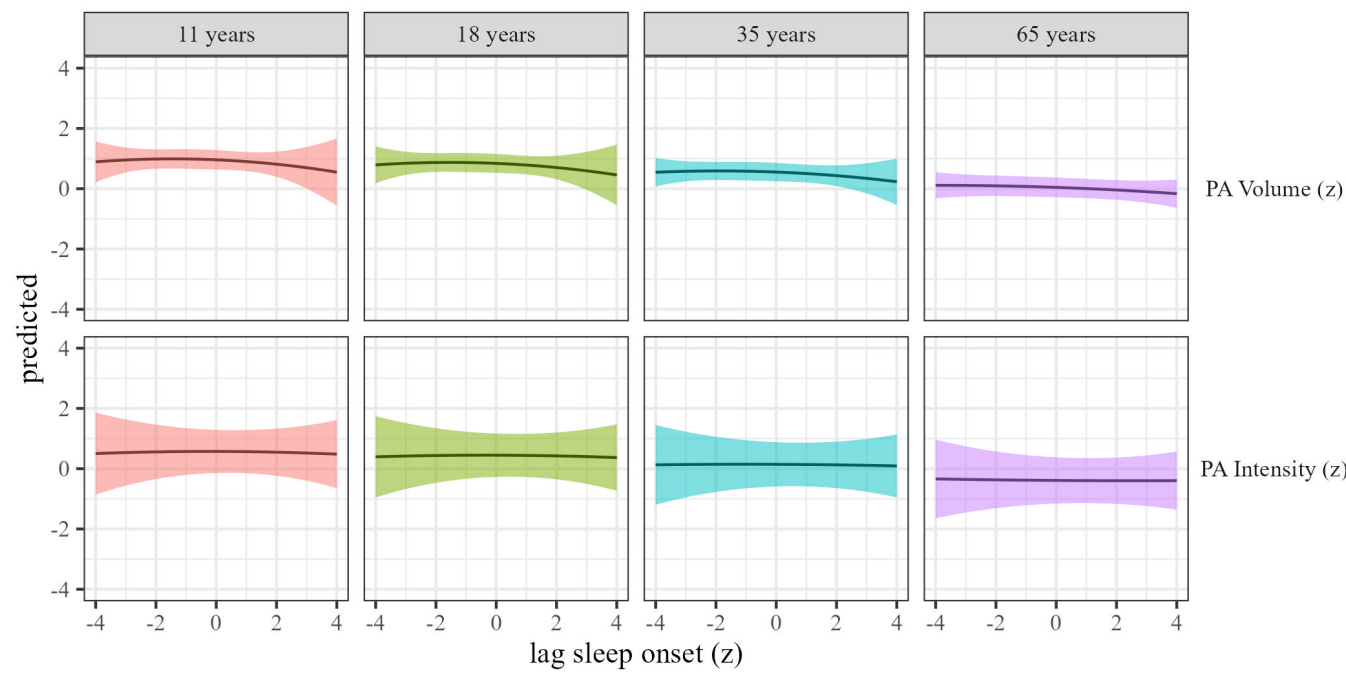 11 years 18 years 35 years 65 years
4
2
0
-2
-4
PA Volume (z)
predicted
4
2
0
-2
-4
PA Intensity (z)
-4 -2 0 2 4 -4 -2 0 2 4 -4 -2 0 2 4 -4 -2 0 2 4
lag sleep onset (z)